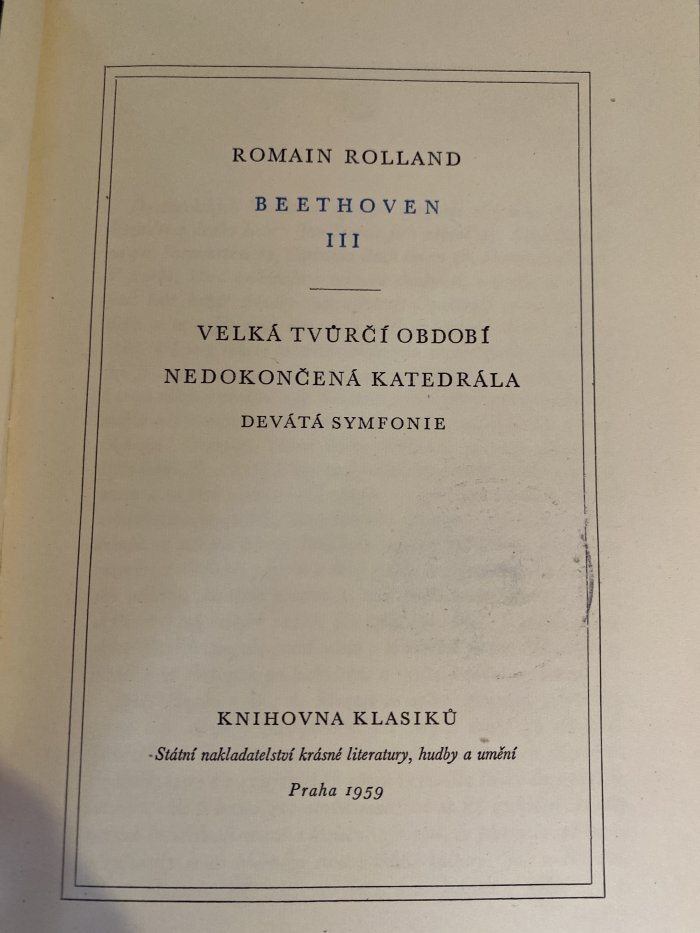 ROMAIN ROLLAND
BEETHOVEN
III
VELKÁ TVŮRČÍ OBDOBÍ
NEDOKONČENÁ KATEDRÁLA
DEVÁTÁ SYMFONIE
KNIHOVNA KLASIKŮ
Státní nakladatelství krásné literatury, hudby a umění
Praha 1959